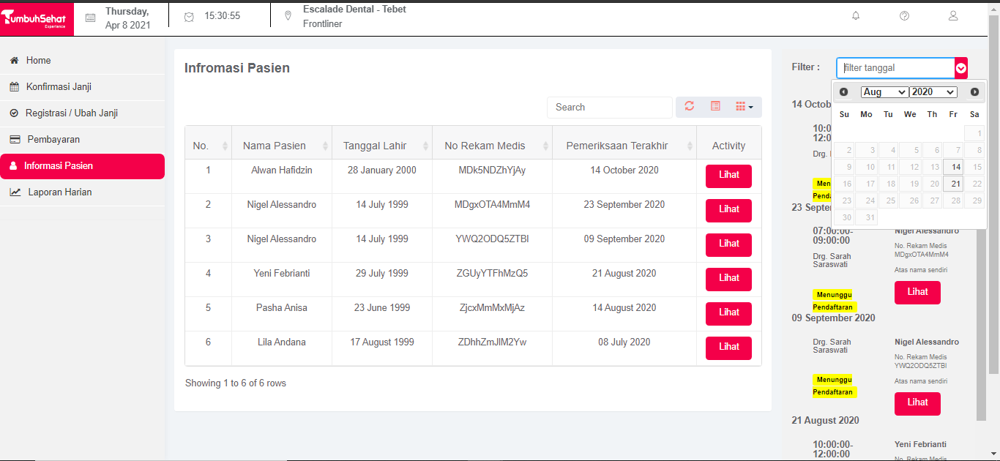 TumbuhSehat
Experience
Thursday,
Apr 8 2021
15:30:55
Escalade Dental - Tebet
Frontliner
Home
Konfirmasi Janji
Registrasi / Ubah Janji
Pembayaran
Informasi Pasien
Laporan Harian
Infromasi Pasien
Search
No. Nama Pasien Tanggal Lahir No Rekam Medis Pemeriksaan Terakhir Activity
1 Alwan Hafidzin 28 January 2000 MDk5NDZhYjAy 14 October 2020 Lihat
2 Nigel Alessandro 14 July 1999 MDgxOTA4MmM4 23 September 2020 Lihat
3 Nigel Alessandro 14 July 1999 YWQ2ODQ5ZTBl 09 September 2020 Lihat
4 Yeni Febrianti 29 July 1999 ZGUyYTFhMzQ5 21 August 2020 Lihat
5 Pasha Anisa 23 June 1999 ZjcxMmMxMjAz 14 August 2020 Lihat
6 Lila Andana 17 August 1999 ZDhhZmJlM2Yw 08 July 2020 Lihat
Showing 1 to 6 of 6 rows
Filter :
filter tanggal
Aug 2020
Su Mo Tu We Th Fr Sa
1
2 3 4 5 6 7 8
9 10 11 12 13 14 15
16 17 18 19 20 21 22
23 24 25 26 27 28 29
30 31
14 Octob
10:0
12:0
Drg.
Men
Penda
23 Septe
07:00:00-
09:00:00
Drg. Sarah
Saraswati
Menunggu
Pendaftaran
Nigel Alessandro
No. Rekam Medis
MDgxOTA4MmM4
Atas nama sendiri
Lihat
09 September 2020
Drg. Sarah
Saraswati
Menunggu
Pendaftaran
Nigel Alessandro
No. Rekam Medis
YWQ2ODQ5ZTBl
Atas nama sendiri
Lihat
21 August 2020
10:00:00-
12:00:00
Yeni Febrianti
No. Rekam Medis